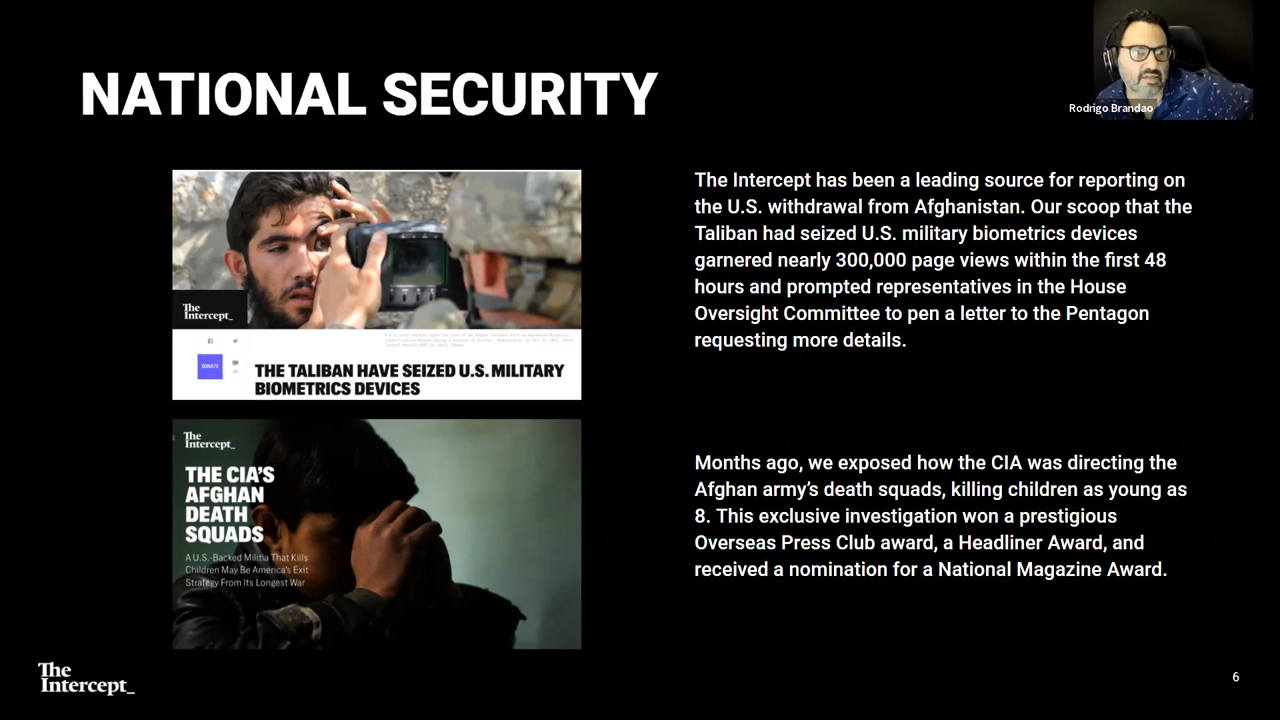 NATIONAL SECURITY
Rodrigo Brandao
The
Intercept_
DONATE
THE TALIBAN HAVE SEIZED U.S. MILITARY
BIOMETRICS DEVICES
The Intercept has been a leading source for reporting on
the U.S. withdrawal from Afghanistan. Our scoop that the
Taliban had seized U.S. military biometrics devices
garnered nearly 300,000 page views within the first 48
hours and prompted representatives in the House
Oversight Committee to pen a letter to the Pentagon
requesting more details.
The
Intercept_
THE CIA'S
AFGHAN
DEATH
SQUADS
A U.S.-Backed Militia That Kills
Children May Be America's Exit
Strategy From Its Longest War
Months ago, we exposed how the CIA was directing the
Afghan army's death squads, killing children as young as
8. This exclusive investigation won a prestigious
Overseas Press Club award, a Headliner Award, and
received a nomination for a National Magazine Award.
The
Intercept_
6